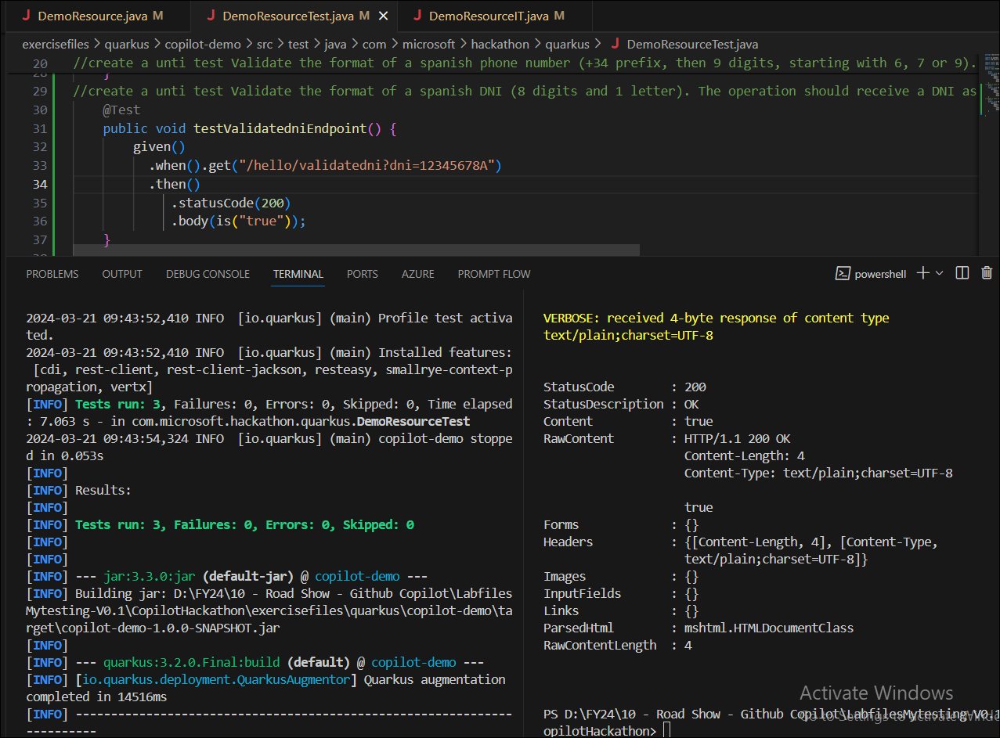 J DemoResource.java M
J DemoResourceTest.java M
J DemoResourceIT.java M
exercisefiles > quarkus > copilot-demo > src > test > java > com > microsoft > hackathon > quarkus > J DemoResourceTest.java
20 //create a unti test Validate the format of a spanish phone number (+34 prefix, then 9 digits, starting with 6, 7 or 9).
28 }
29 //create a unti test Validate the format of a spanish DNI (8 digits and 1 letter). The operation should receive a DNI as
30 @Test
31 public void testValidatedniEndpoint() {
32 given()
33 .when().get("/hello/validatedni?dni=12345678A")
34 .then()
35 .statusCode(200)
36 .body(is("true"));
37 }
PROBLEMS OUTPUT DEBUG CONSOLE TERMINAL PORTS AZURE PROMPT FLOW
powershell
2024-03-21 09:43:52,410 INFO [io.quarkus] (main) Profile test activa
ted.
2024-03-21 09:43:52,410 INFO [io.quarkus] (main) Installed features:
[cdi, rest-client, rest-client-jackson, resteasy, smallrye-context-p
ropagation, vertx]
[INFO] Tests run: 3, Failures: 0, Errors: 0, Skipped: 0, Time elapsed
: 7.063 s - in com.microsoft.hackathon.quarkus.DemoResourceTest
2024-03-21 09:43:54,324 INFO [io.quarkus] (main) copilot-demo stoppe
d in 0.053s
[INFO]
[INFO] Results:
[INFO]
[INFO] Tests run: 3, Failures: 0, Errors: 0, Skipped: 0
[INFO]
[INFO]
[INFO] --- jar:3.3.0:jar (default-jar) @ copilot-demo ---
[INFO] Building jar: D:\FY24\10 - Road Show - Github Copilot\Labfiles
Mytesting-V0.1\CopilotHackathon\exercisefiles\quarkus\copilot-demo\ta
rget\copilot-demo-1.0.0-SNAPSHOT.jar
[INFO]
[INFO] --- quarkus:3.2.0.Final:build (default) @ copilot-demo ---
[INFO] [io.quarkus.deployment.QuarkusAugmentor] Quarkus augmentation
completed in 14516ms
[INFO] --------------------------------------------------------------
----------
VERBOSE: received 4-byte response of content type
text/plain;charset=UTF-8
StatusCode : 200
StatusDescription : OK
Content : true
RawContent : HTTP/1.1 200 OK
Content-Length: 4
Content-Type: text/plain;charset=UTF-8
true
Forms : {}
Headers : {[Content-Length, 4], [Content-Type,
text/plain;charset=UTF-8]}
Images : {}
InputFields : {}
Links : {}
ParsedHtml : mshtml.HTMLDocumentClass
RawContentLength : 4
Activate Windows
Go to Settings to activate Windo
PS D:\FY24\10 - Road Show - Github Copilot\LabfilesMytesting-V0.1
opilotHackathon>